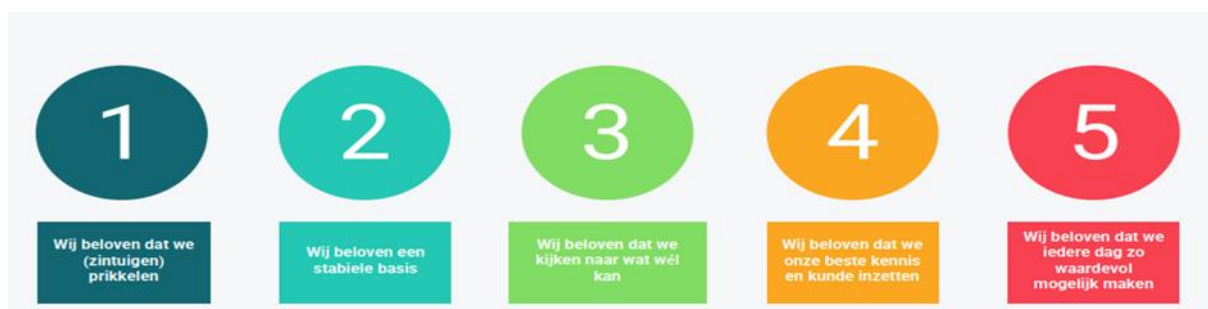 1
Wij beloven dat we
(zintuigen)
prikkelen
2
Wij beloven een
stabiele basis
3
Wij beloven dat we
kijken naar wat wél
kan
4
Wij beloven dat we
onze beste kennis
en kunde inzetten
5
Wij beloven dat we
iedere dag zo
waardevol
mogelijk maken